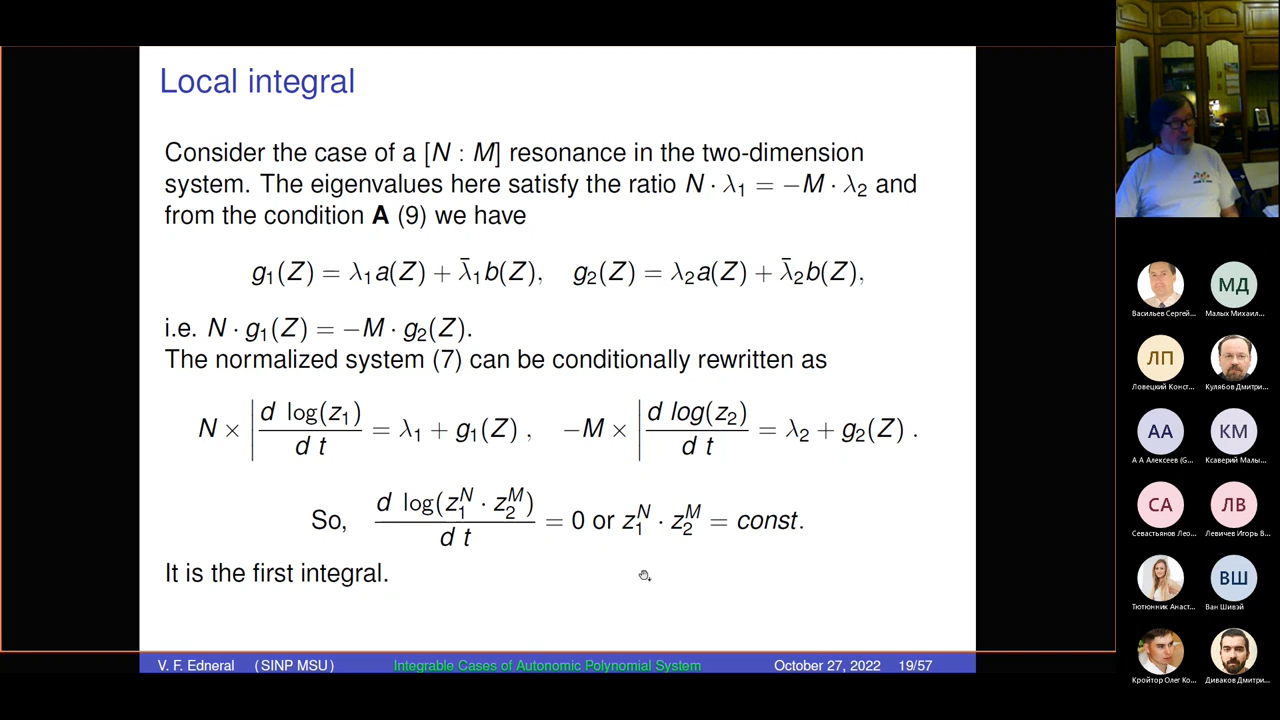 Local integral
Consider the case of a [N : M] resonance in the two-dimension
system. The eigenvalues here satisfy the ratio N · λ₁ = −M · λ₂ and
from the condition A (9) we have
g₁(Z) = λ₁a(Z) + λ̄₁b(Z),   g₂(Z) = λ₂a(Z) + λ̄₂b(Z),
i.e. N · g₁(Z) = −M · g₂(Z).
The normalized system (7) can be conditionally rewritten as
N × | d log(z₁) / d t = λ₁ + g₁(Z) ,   −M × | d log(z₂) / d t = λ₂ + g₂(Z) .
So,   d log(z₁ᴺ · z₂ᴹ) / d t = 0 or z₁ᴺ · z₂ᴹ = const.
It is the first integral.
V. F. Edneral   (SINP MSU)   Integrable Cases of Autonomic Polynomial System   October 27, 2022   19/57
МД
Васильев Сергей...   Малых Михаил...
ЛП
Ловецкий Конст...   Кулябов Дмитри...
АА   КМ
А А Алексеев (G...   Ксаверий Малы...
СА   ЛВ
Севастьянов Лео...   Левичев Игорь В...
ВШ
Тютюнник Анаст...   Ван Шивэй
Кройтор Олег Ко...   Диваков Дмитри...